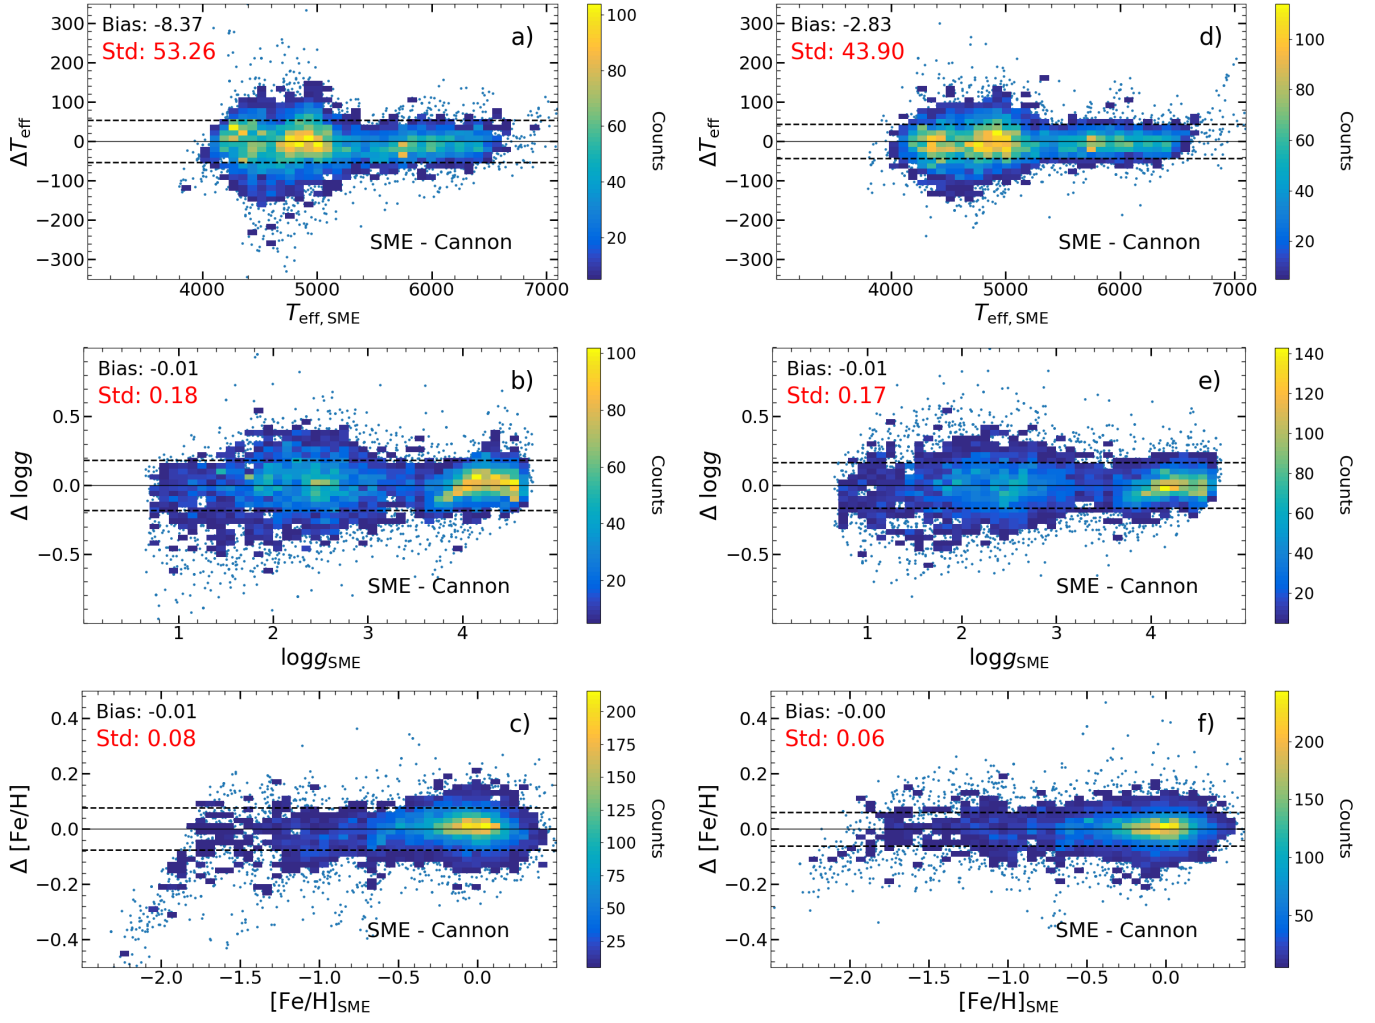 Bias: -8.37
Std: 53.26
a)
SME - Cannon
300
200
100
0
−100
−200
−300
ΔT_eff
4000 5000 6000 7000
T_eff, SME
100
80
60
40
20
Counts
Bias: -2.83
Std: 43.90
d)
SME - Cannon
300
200
100
0
−100
−200
−300
ΔT_eff
4000 5000 6000 7000
T_eff, SME
100
80
60
40
20
Counts
Bias: -0.01
Std: 0.18
b)
SME - Cannon
0.5
0.0
−0.5
Δ logg
1 2 3 4
logg_SME
100
80
60
40
20
Counts
Bias: -0.01
Std: 0.17
e)
SME - Cannon
0.5
0.0
−0.5
Δ logg
1 2 3 4
logg_SME
140
120
100
80
60
40
20
Counts
Bias: -0.01
Std: 0.08
c)
SME - Cannon
0.4
0.2
0.0
−0.2
−0.4
Δ [Fe/H]
−2.0 −1.5 −1.0 −0.5 0.0
[Fe/H]_SME
200
175
150
125
100
75
50
25
Counts
Bias: -0.00
Std: 0.06
f)
SME - Cannon
0.4
0.2
0.0
−0.2
−0.4
Δ [Fe/H]
−2.0 −1.5 −1.0 −0.5 0.0
[Fe/H]_SME
200
150
100
50
Counts